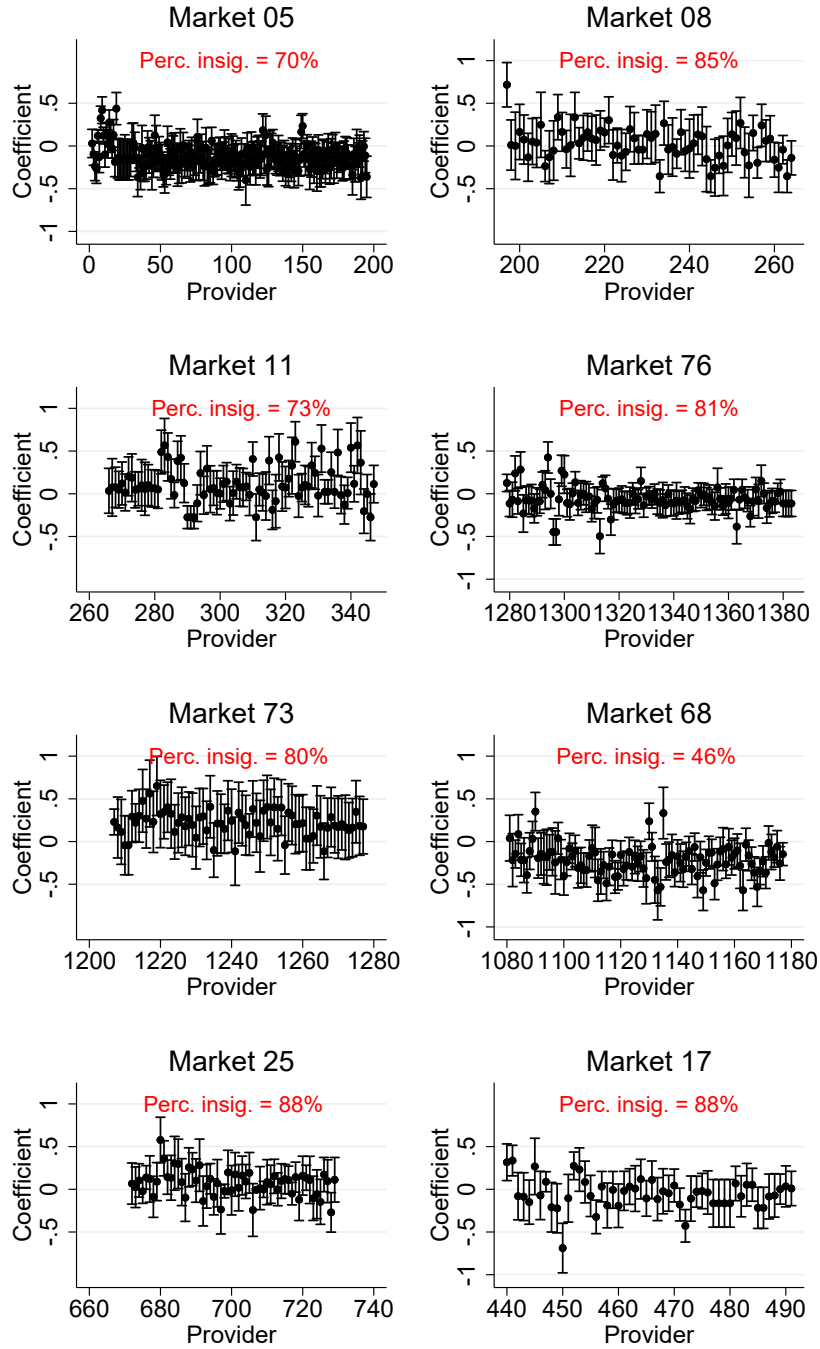 Market 05
Perc. insig. = 70%
Coefficient
.5
0
-.5
-1
0 50 100 150 200
Provider
Market 08
Perc. insig. = 85%
Coefficient
1
.5
0
-.5
200 220 240 260
Provider
Market 11
Perc. insig. = 73%
Coefficient
1
.5
0
-.5
260 280 300 320 340
Provider
Market 76
Perc. insig. = 81%
Coefficient
1
.5
0
-.5
-1
1280 1300 1320 1340 1360 1380
Provider
Market 73
Perc. insig. = 80%
Coefficient
1
.5
0
-.5
1200 1220 1240 1260 1280
Provider
Market 68
Perc. insig. = 46%
Coefficient
1
.5
0
-.5
-1
1080 1100 1120 1140 1160 1180
Provider
Market 25
Perc. insig. = 88%
Coefficient
1
.5
0
-.5
660 680 700 720 740
Provider
Market 17
Perc. insig. = 88%
Coefficient
.5
0
-.5
-1
440 450 460 470 480 490
Provider